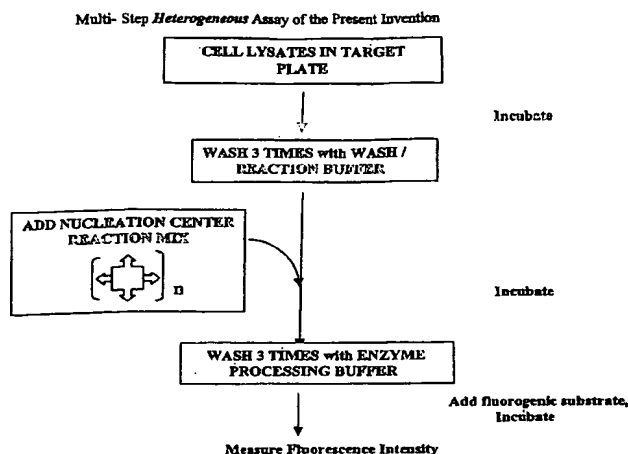 Multi- Step Heterogeneous Assay of the Present Invention
CELL LYSATES IN TARGET
PLATE
Incubate
WASH 3 TIMES with WASH /
REACTION BUFFER
ADD NUCLEATION CENTER
REACTION MIX
n
Incubate
WASH 3 TIMES with ENZYME
PROCESSING BUFFER
Add fluorogenic substrate,
Incubate
Measure Fluorescence Intensity